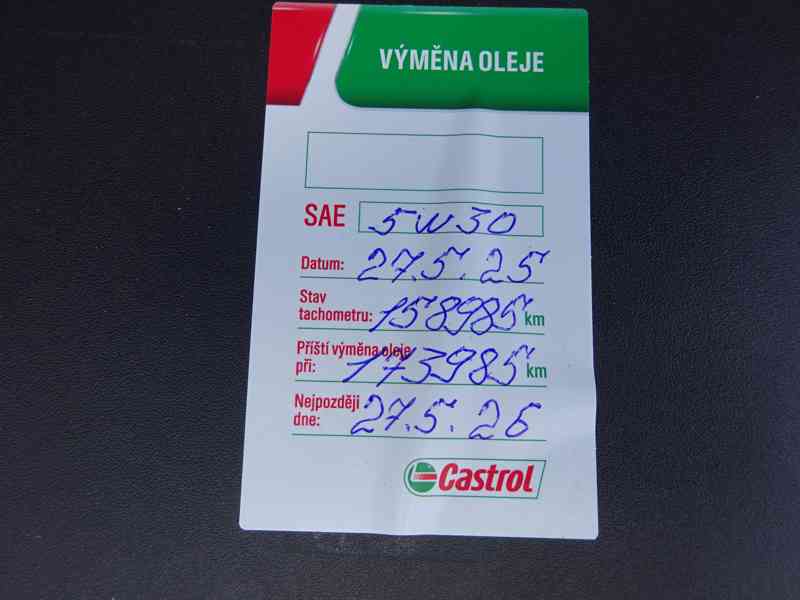 VÝMĚNA OLEJE
SAE 5W30
Datum: 27.5.25
Stav
tachometru: 158985 km
Příští výměna oleje
při: 173985 km
Nejpozději
dne: 27.5.26
Castrol